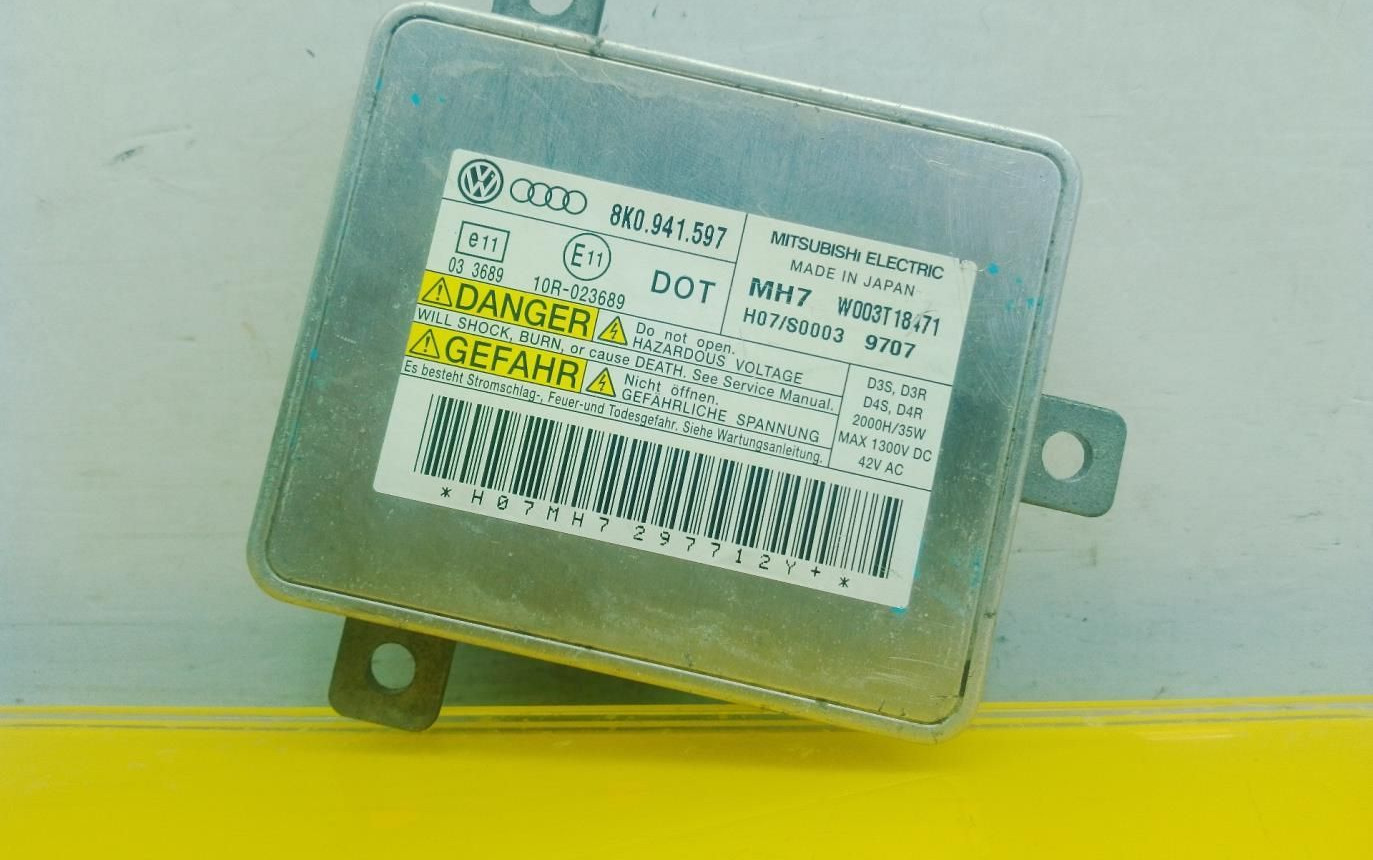 8K0.941.597
e11
03 3689
E11
10R-023689
DOT
MITSUBISHI ELECTRIC
MADE IN JAPAN
MH7 W003T18471
H07/S0003 9707
DANGER
Do not open.
HAZARDOUS VOLTAGE
WILL SHOCK, BURN, or cause DEATH. See Service Manual.
GEFAHR
Nicht öffnen.
GEFÄHRLICHE SPANNUNG
Es besteht Stromschlag-, Feuer-und Todesgefahr, Siehe Wartungsanleitung.
D3S, D3R
D4S, D4R
2000H/35W
MAX 1300V DC
42V AC
*H07MH7297712Y+*